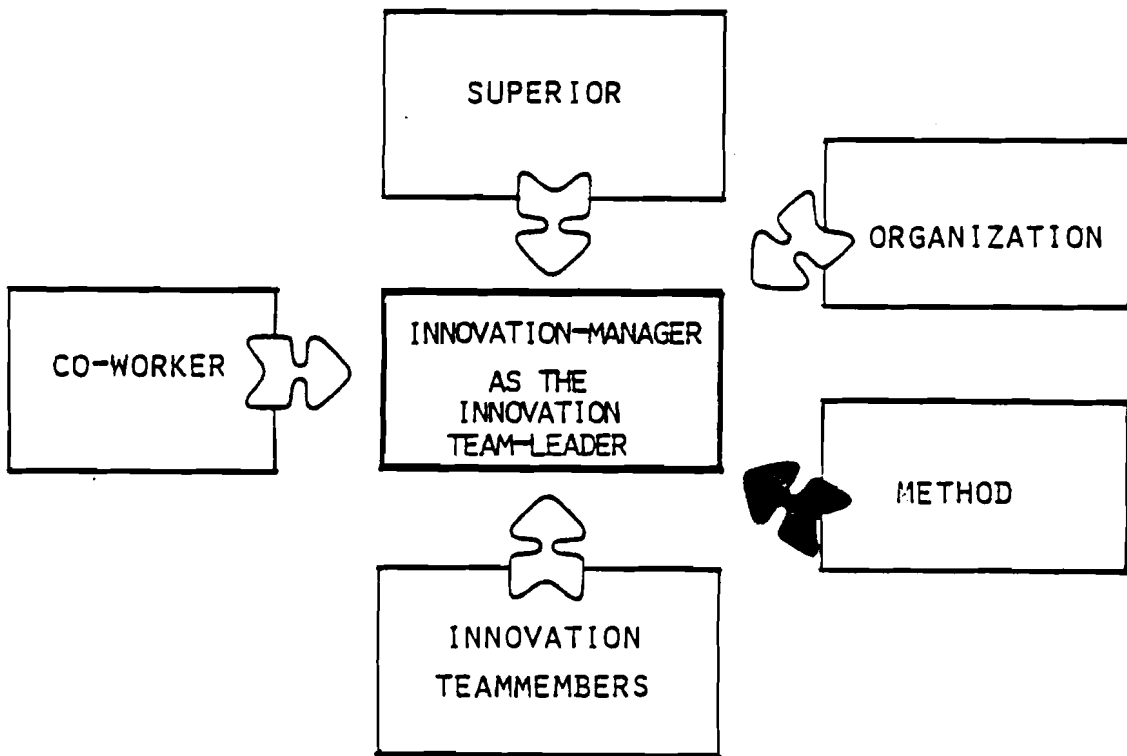 SUPERIOR
ORGANIZATION
CO-WORKER
INNOVATION-MANAGER
AS THE
INNOVATION
TEAM-LEADER
METHOD
INNOVATION
TEAMMEMBERS